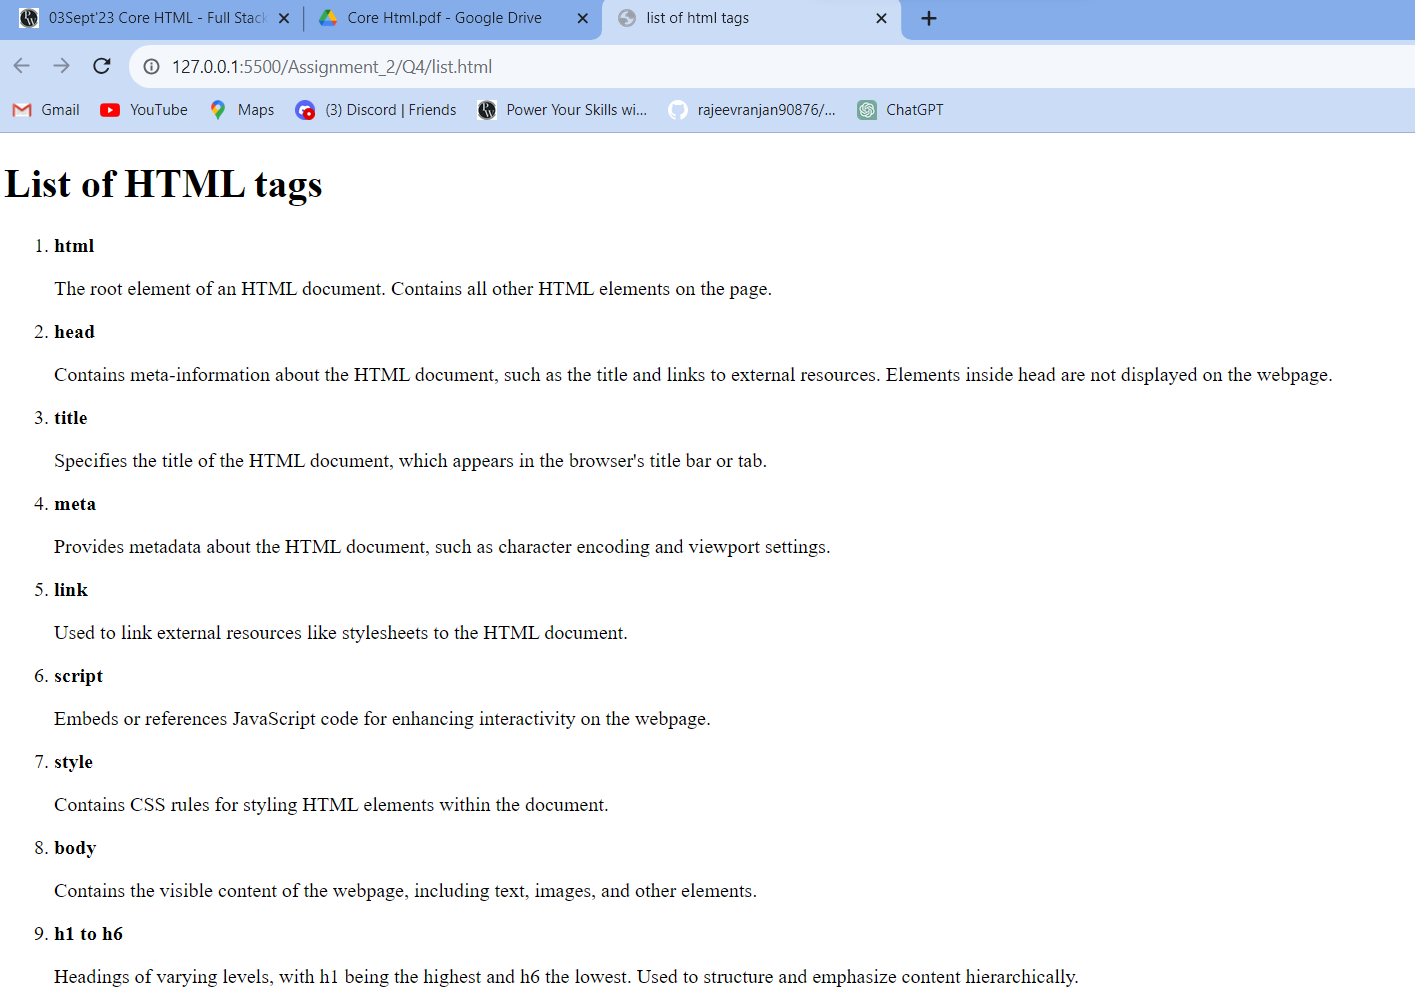 03Sept'23 Core HTML - Full Stack
Core Html.pdf - Google Drive
list of html tags
127.0.0.1:5500/Assignment_2/Q4/list.html
Gmail
YouTube
Maps
(3) Discord | Friends
Power Your Skills wi...
rajeevranjan90876/...
ChatGPT
List of HTML tags
1. html
The root element of an HTML document. Contains all other HTML elements on the page.
2. head
Contains meta-information about the HTML document, such as the title and links to external resources. Elements inside head are not displayed on the webpage.
3. title
Specifies the title of the HTML document, which appears in the browser's title bar or tab.
4. meta
Provides metadata about the HTML document, such as character encoding and viewport settings.
5. link
Used to link external resources like stylesheets to the HTML document.
6. script
Embeds or references JavaScript code for enhancing interactivity on the webpage.
7. style
Contains CSS rules for styling HTML elements within the document.
8. body
Contains the visible content of the webpage, including text, images, and other elements.
9. h1 to h6
Headings of varying levels, with h1 being the highest and h6 the lowest. Used to structure and emphasize content hierarchically.